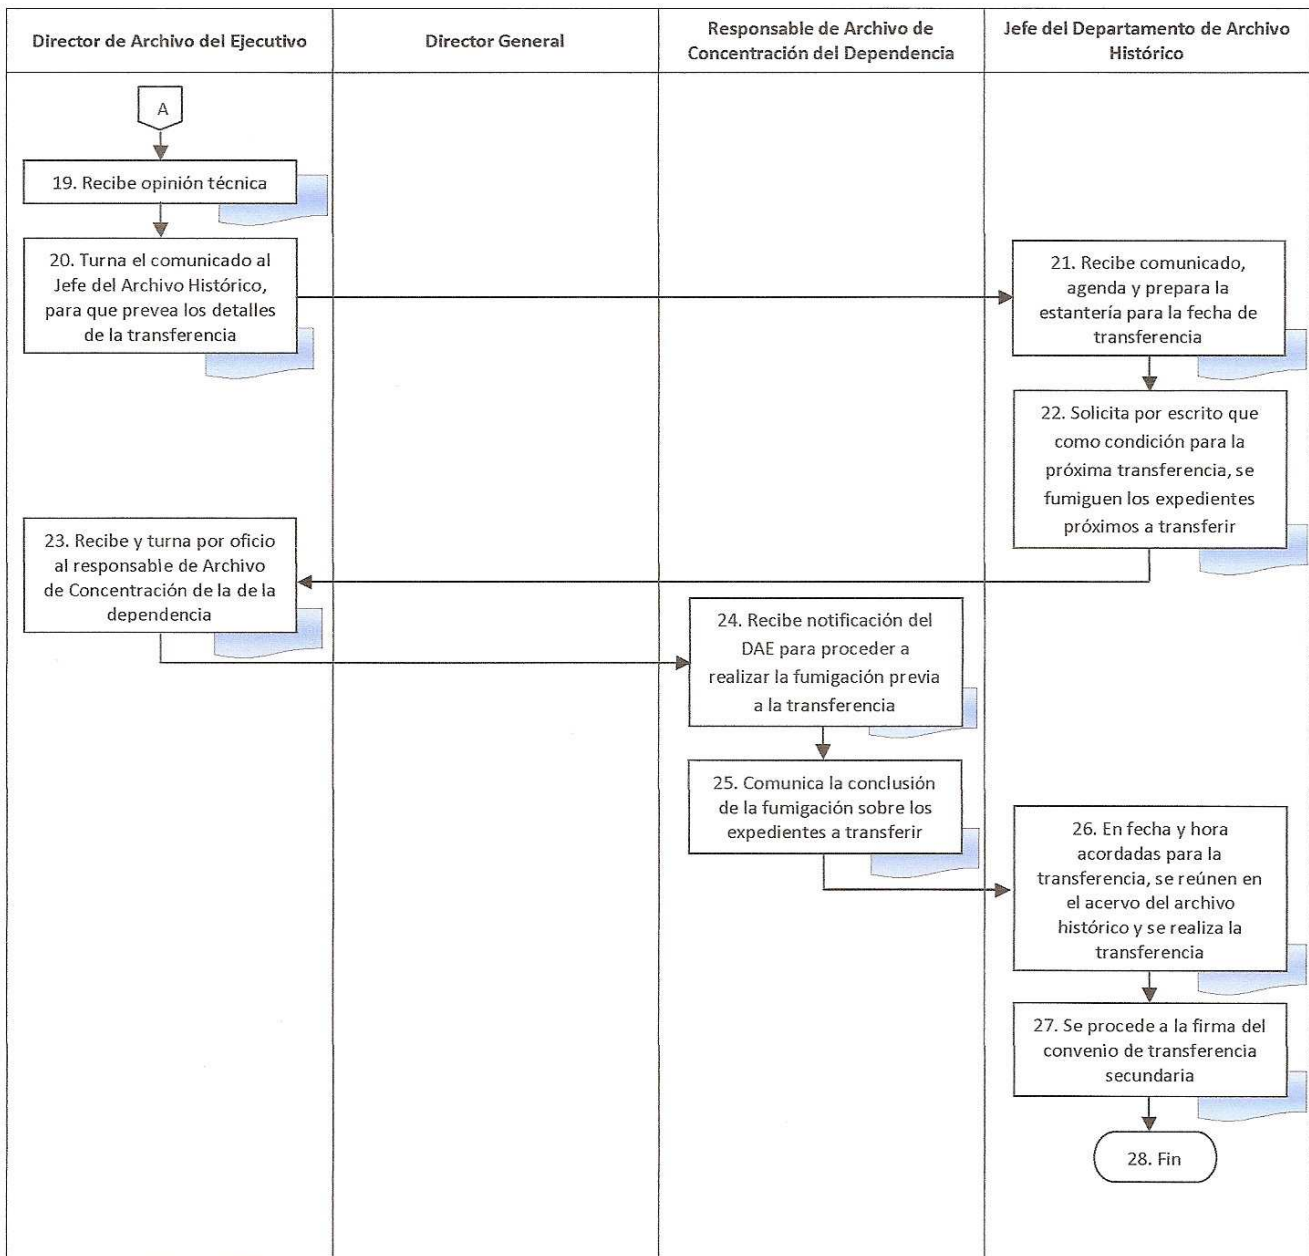 Director de Archivo del Ejecutivo
Director General
Responsable de Archivo de
Concentración del Dependencia
Jefe del Departamento de Archivo
Histórico
A
19. Recibe opinión técnica
20. Turna el comunicado al
Jefe del Archivo Histórico,
para que prevea los detalles
de la transferencia
21. Recibe comunicado,
agenda y prepara la
estantería para la fecha de
transferencia
22. Solicita por escrito que
como condición para la
próxima transferencia, se
fumiguen los expedientes
próximos a transferir
23. Recibe y turna por oficio
al responsable de Archivo
de Concentración de la de la
dependencia
24. Recibe notificación del
DAE para proceder a
realizar la fumigación previa
a la transferencia
25. Comunica la conclusión
de la fumigación sobre los
expedientes a transferir
26. En fecha y hora
acordadas para la
transferencia, se reúnen en
el acervo del archivo
histórico y se realiza la
transferencia
27. Se procede a la firma del
convenio de transferencia
secundaria
28. Fin